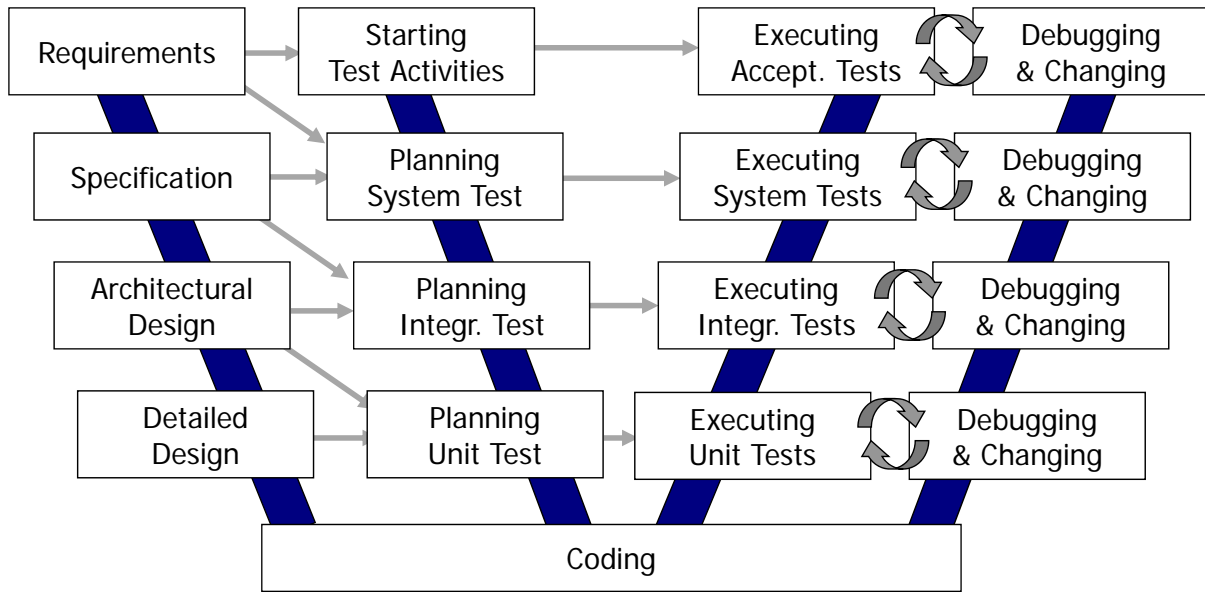 Requirements
Starting
Test Activities
Executing
Accept. Tests
Debugging
& Changing
Specification
Planning
System Test
Executing
System Tests
Debugging
& Changing
Architectural
Design
Planning
Integr. Test
Executing
Integr. Tests
Debugging
& Changing
Detailed
Design
Planning
Unit Test
Executing
Unit Tests
Debugging
& Changing
Coding